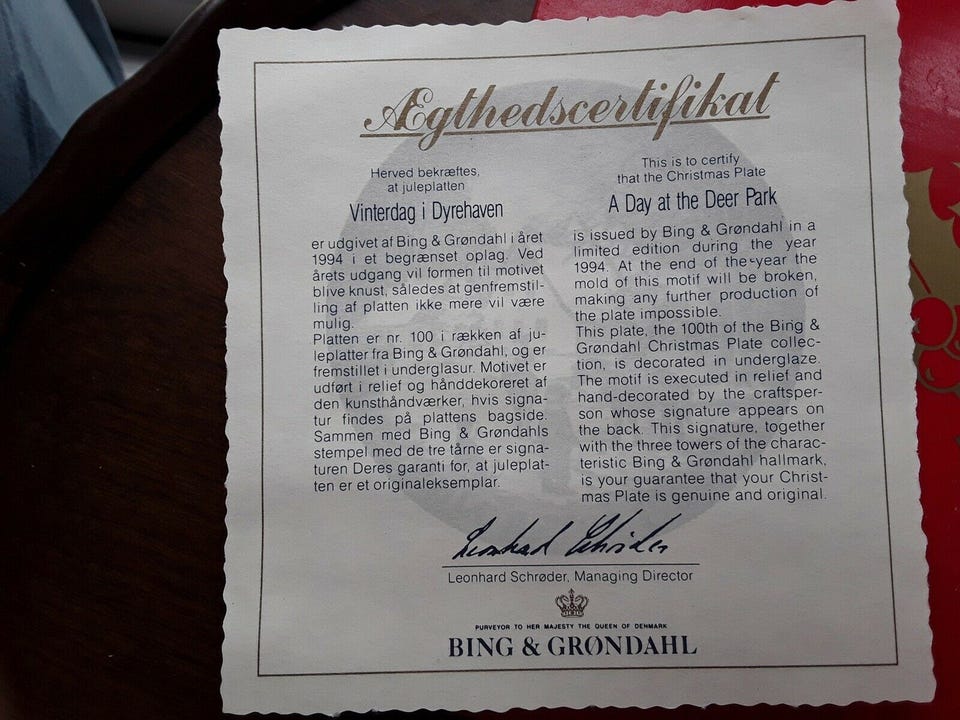 Ægthedscertifikat
Herved bekræftes,
at juleplatten
Vinterdag i Dyrehaven
er udgivet af Bing & Grøndahl i året
1994 i et begrænset oplag. Ved
årets udgang vil formen til motivet
blive knust, således at genfremstil-
ling af platten ikke mere vil være
mulig.
Platten er nr. 100 i rækken af ju-
leplatter fra Bing & Grøndahl, og er
fremstillet i underglasur. Motivet er
udført i relief og hånddekoreret af
den kunsthåndværker, hvis signa-
tur findes på plattens bagside.
Sammen med Bing & Grøndahls
stempel med de tre tårne er signa-
turen Deres garanti for, at juleplat-
ten er et originaleksemplar.
This is to certify
that the Christmas Plate
A Day at the Deer Park
is issued by Bing & Grøndahl in a
limited edition during the year
1994. At the end of the year the
mold of this motif will be broken,
making any further production of
the plate impossible.
This plate, the 100th of the Bing &
Grøndahl Christmas Plate collec-
tion, is decorated in underglaze.
The motif is executed in relief and
hand-decorated by the craftsper-
son whose signature appears on
the back. This signature, together
with the three towers of the charac-
teristic Bing & Grøndahl hallmark,
is your guarantee that your Christ-
mas Plate is genuine and original.
Leonhard Schrøder
Leonhard Schrøder, Managing Director
PURVEYOR TO HER MAJESTY THE QUEEN OF DENMARK
BING & GRØNDAHL